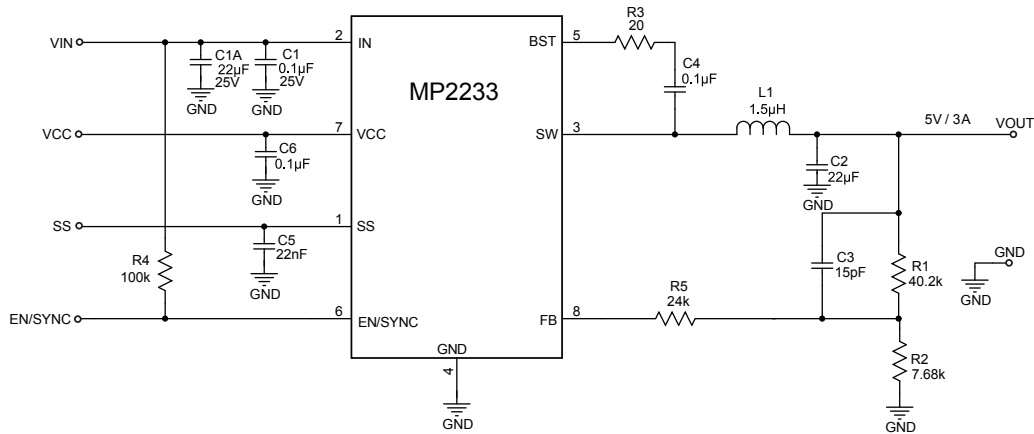 R3
20
VIN
2
IN
BST
5
C1A
22µF
25V
C1
0.1µF
25V
C4
0.1µF
GND
GND
MP2233
L1
1.5µH
VCC
7
VCC
SW
3
5V / 3A
VOUT
C6
0.1µF
C2
22µF
GND
GND
SS
1
SS
C5
22nF
R4
100k
GND
C3
15pF
R1
40.2k
GND
GND
R5
24k
EN/SYNC
6
EN/SYNC
FB
8
GND
4
R2
7.68k
GND
GND